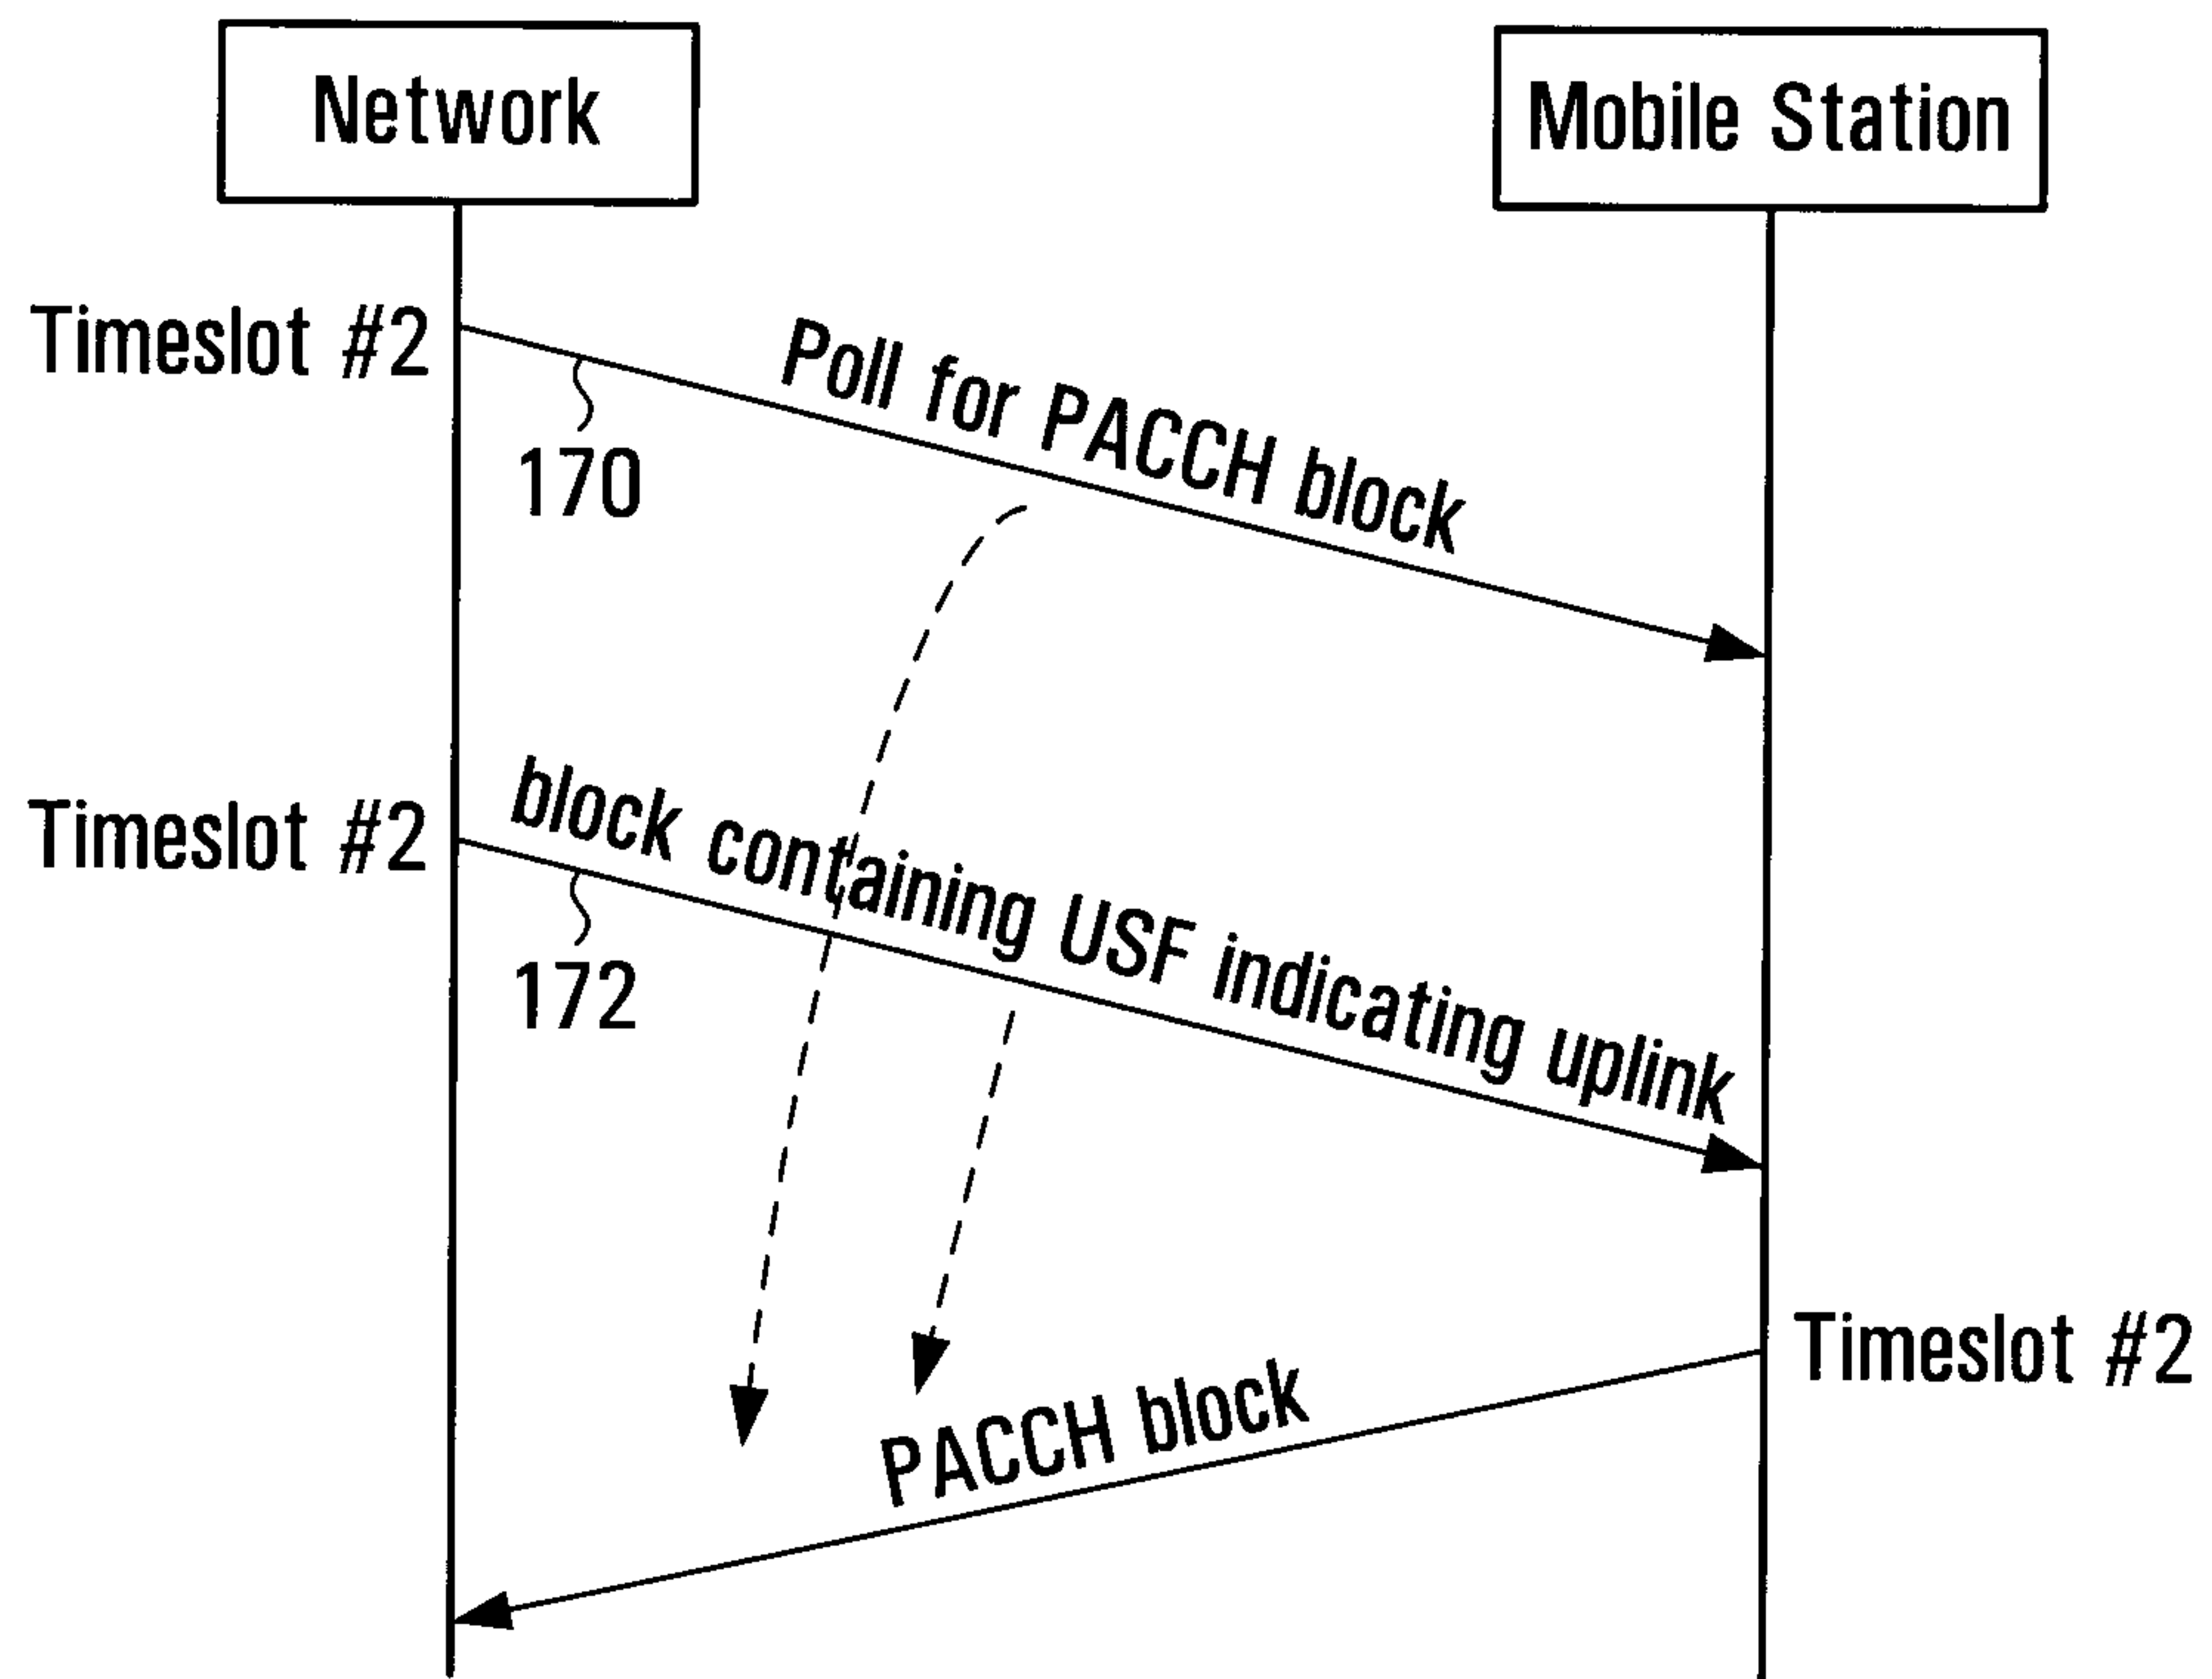 Network
Mobile Station
Timeslot #2
Poll for PACCH block
170
Timeslot #2
block containing USF indicating uplink
172
Timeslot #2
PACCH block